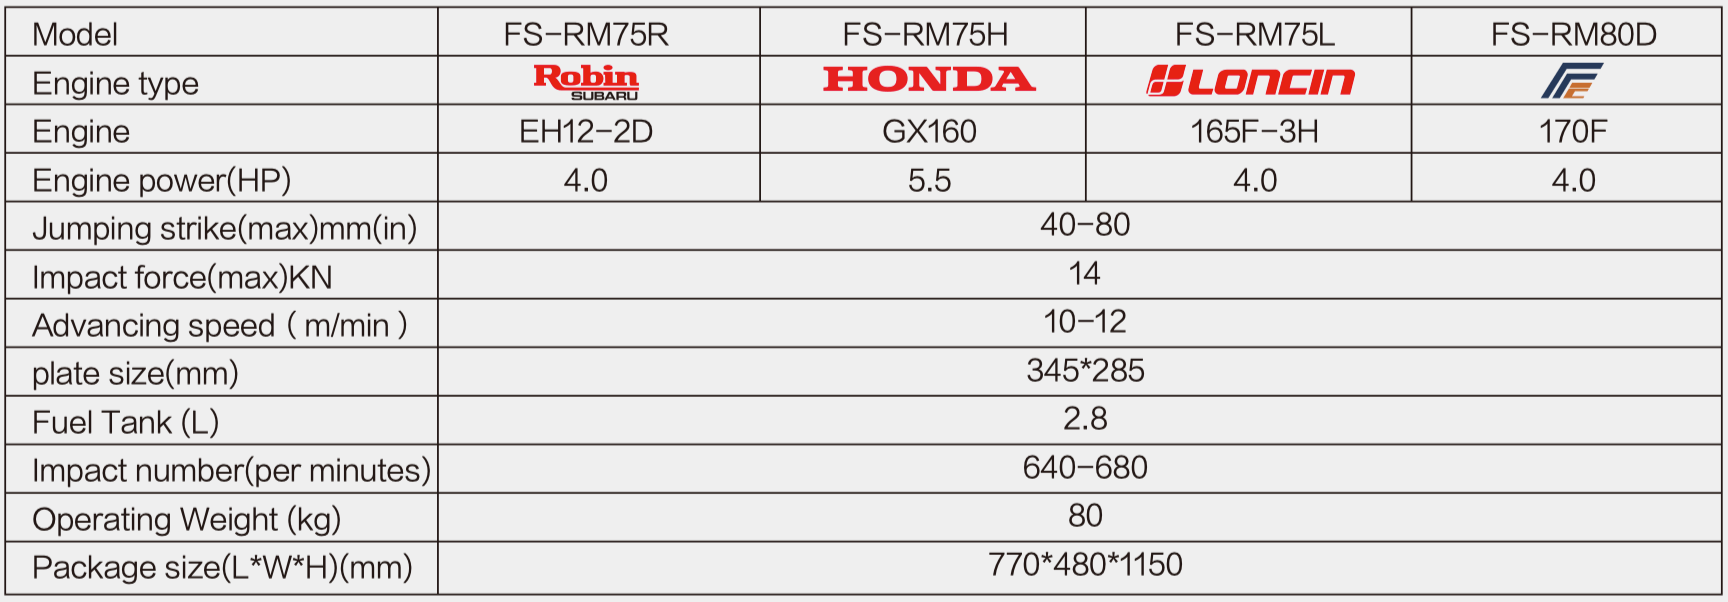 Model FS-RM75R FS-RM75H FS-RM75L FS-RM80D
Engine type Robin SUBARU HONDA LONCIN
Engine EH12-2D GX160 165F-3H 170F
Engine power(HP) 4.0 5.5 4.0 4.0
Jumping strike(max)mm(in) 40-80
Impact force(max)KN 14
Advancing speed ( m/min ) 10-12
plate size(mm) 345*285
Fuel Tank (L) 2.8
Impact number(per minutes) 640-680
Operating Weight (kg) 80
Package size(L*W*H)(mm) 770*480*1150